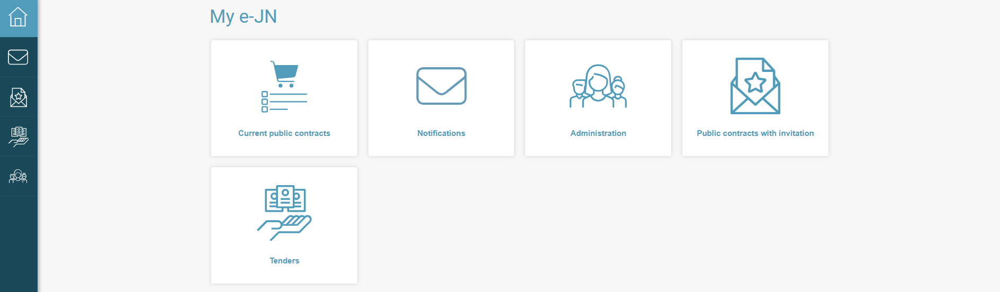 My e-JN
Current public contracts
Notifications
Administration
Public contracts with invitation
Tenders